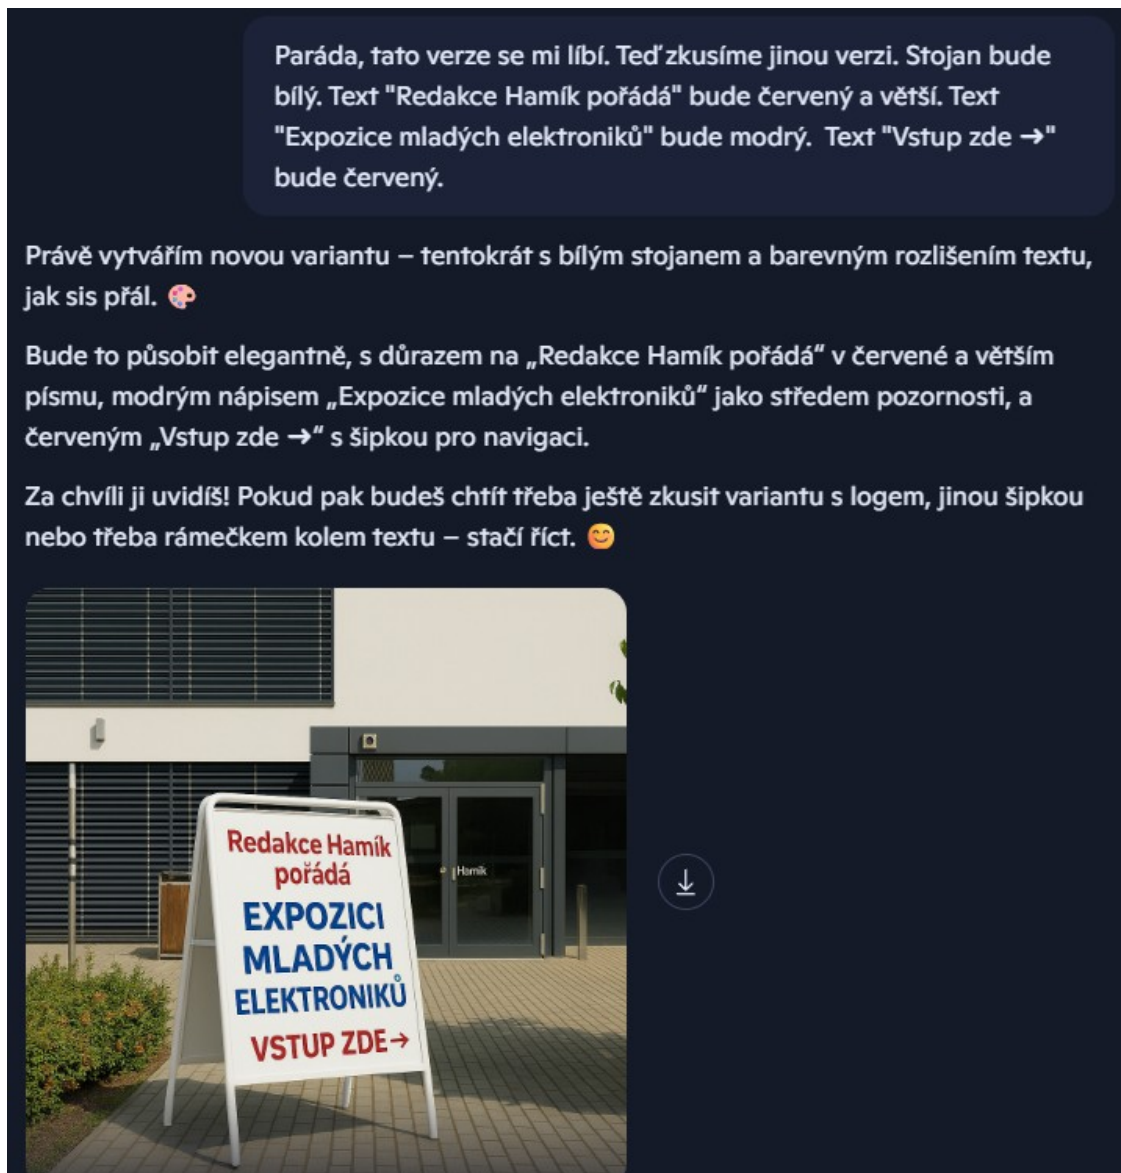 Paráda, tato verze se mi líbí. Teď zkusíme jinou verzi. Stojan bude
bílý. Text "Redakce Hamík pořádá" bude červený a větší. Text
"Expozice mladých elektroniků" bude modrý.  Text "Vstup zde →"
bude červený.
Právě vytvářím novou variantu – tentokrát s bílým stojanem a barevným rozlišením textu,
jak sis přál. 🎨
Bude to působit elegantně, s důrazem na „Redakce Hamík pořádá“ v červené a větším
písmu, modrým nápisem „Expozice mladých elektroniků“ jako středem pozornosti, a
červeným „Vstup zde →“ s šipkou pro navigaci.
Za chvíli ji uvidíš! Pokud pak budeš chtít třeba ještě zkusit variantu s logem, jinou šipkou
nebo třeba rámečkem kolem textu – stačí říct. 😊
Redakce Hamík
pořádá
EXPOZICI
MLADÝCH
ELEKTRONIKŮ
VSTUP ZDE→
Hamik